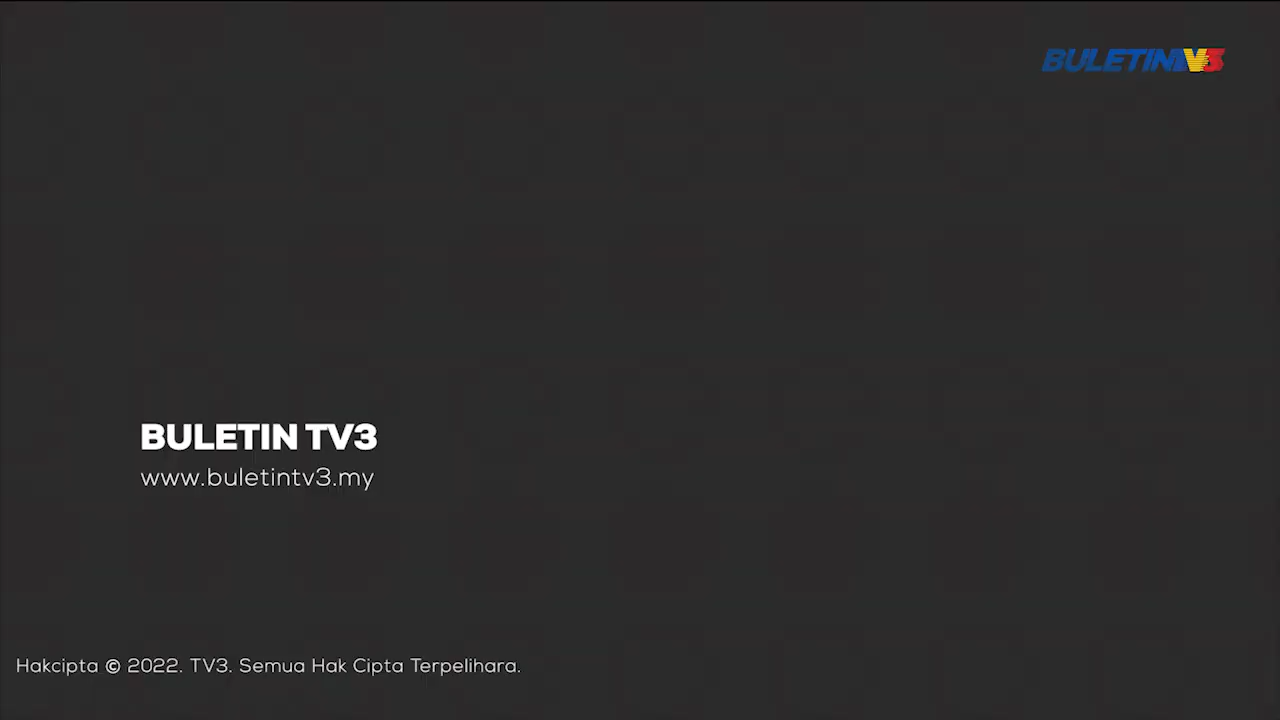 BULETINTV3
BULETIN TV3
www.buletintv3.my
Hakcipta © 2022. TV3. Semua Hak Cipta Terpelihara.